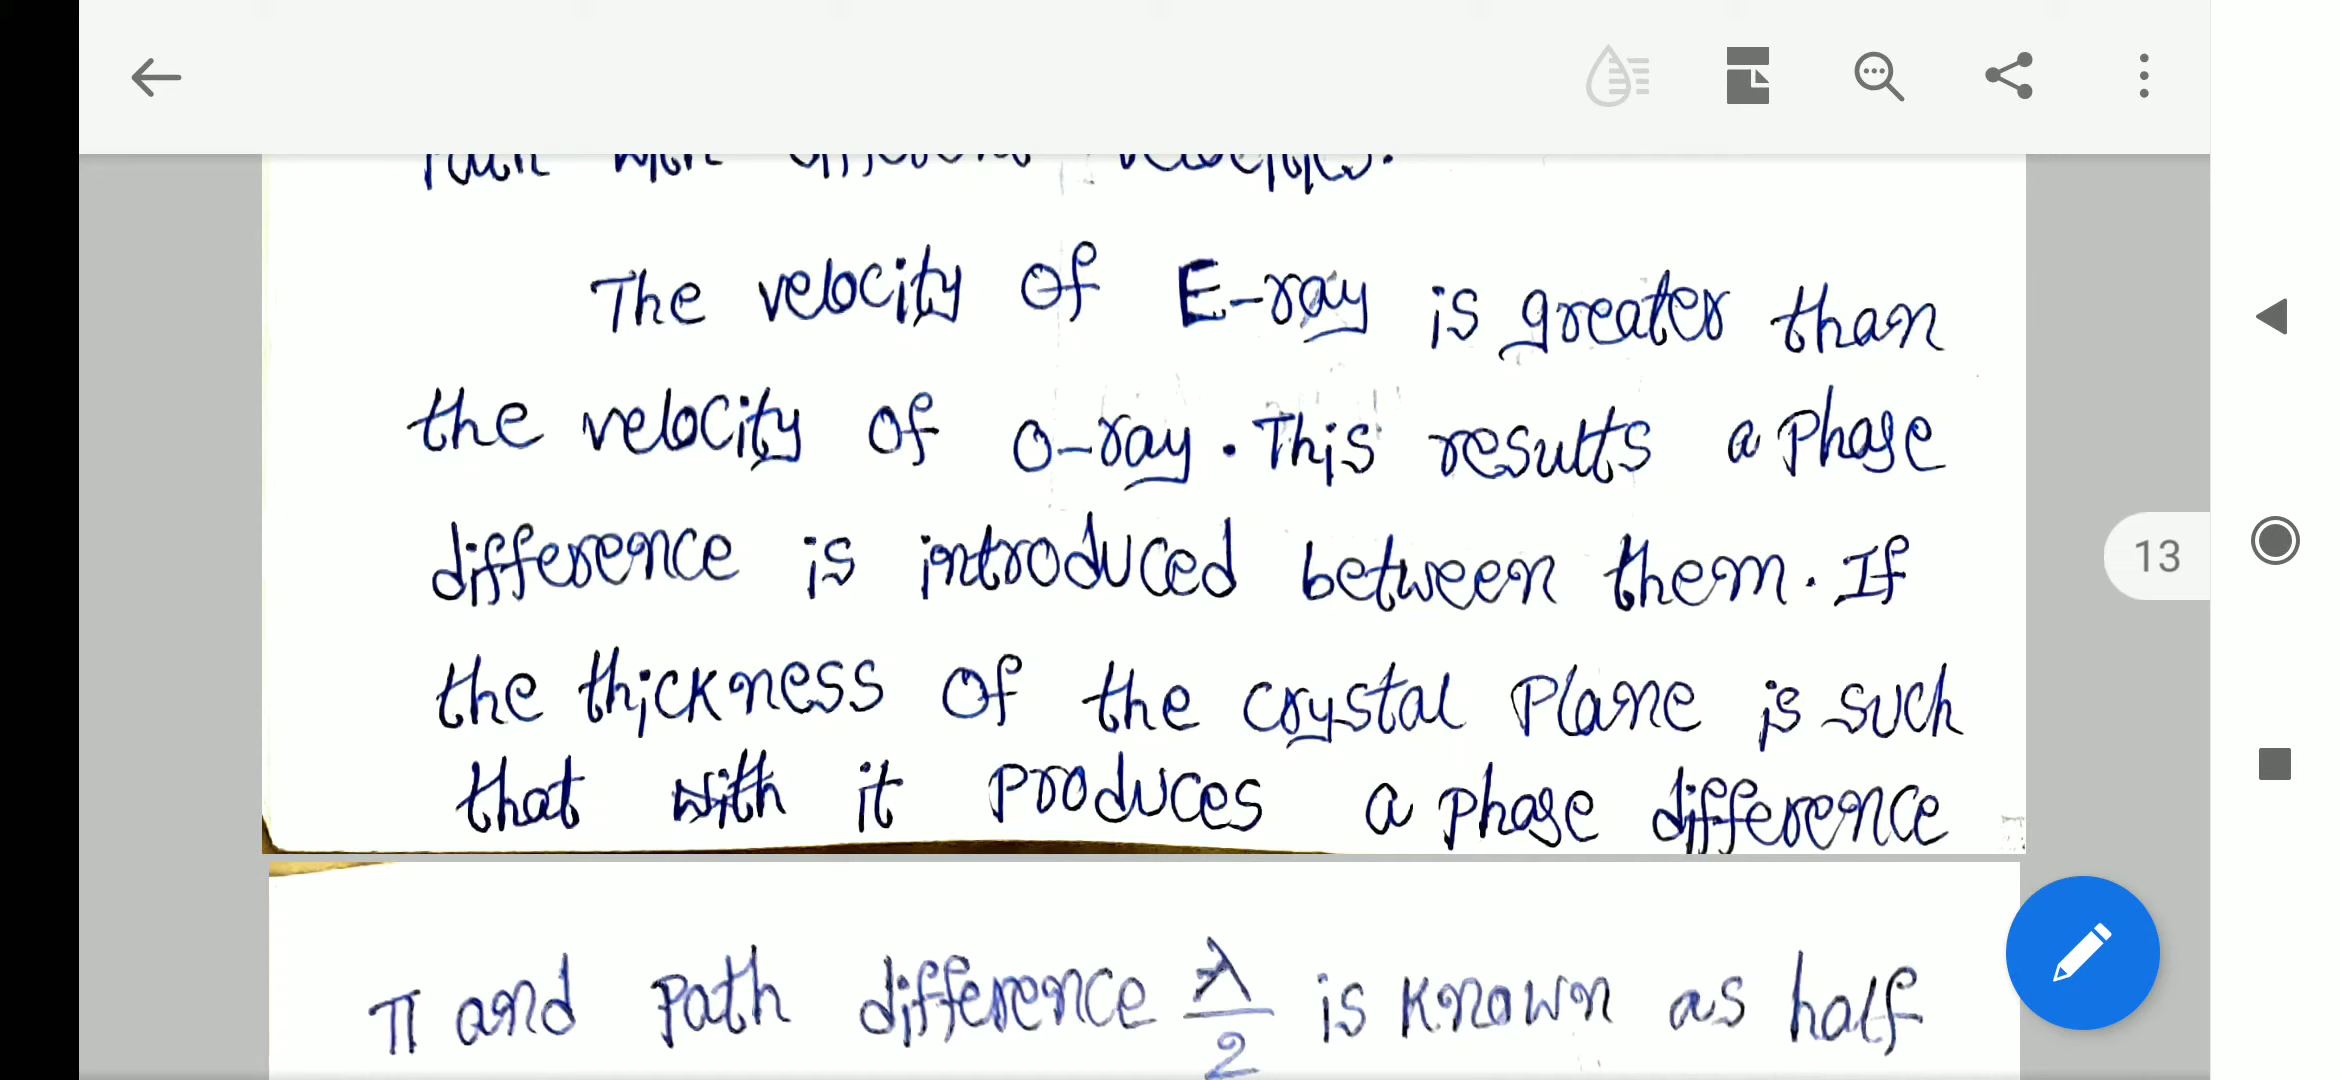 The velocity of E-ray is greater than
the velocity of o-ray. This results a Phase
difference is introduced between them. If
13
the thickness of the crystal Plane is such
that with it produces a phase difference
π and path difference λ/2 is known as half